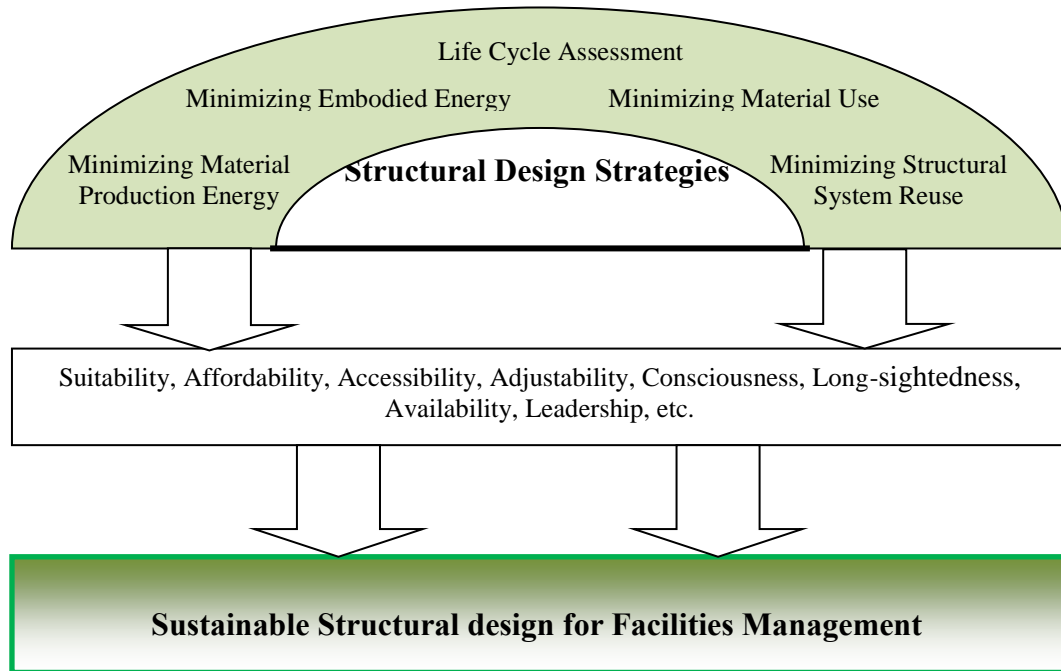 Life Cycle Assessment
Minimizing Embodied Energy
Minimizing Material Use
Minimizing Material
Production Energy
Structural Design Strategies
Minimizing Structural
System Reuse
Suitability, Affordability, Accessibility, Adjustability, Consciousness, Long-sightedness,
Availability, Leadership, etc.
Sustainable Structural design for Facilities Management